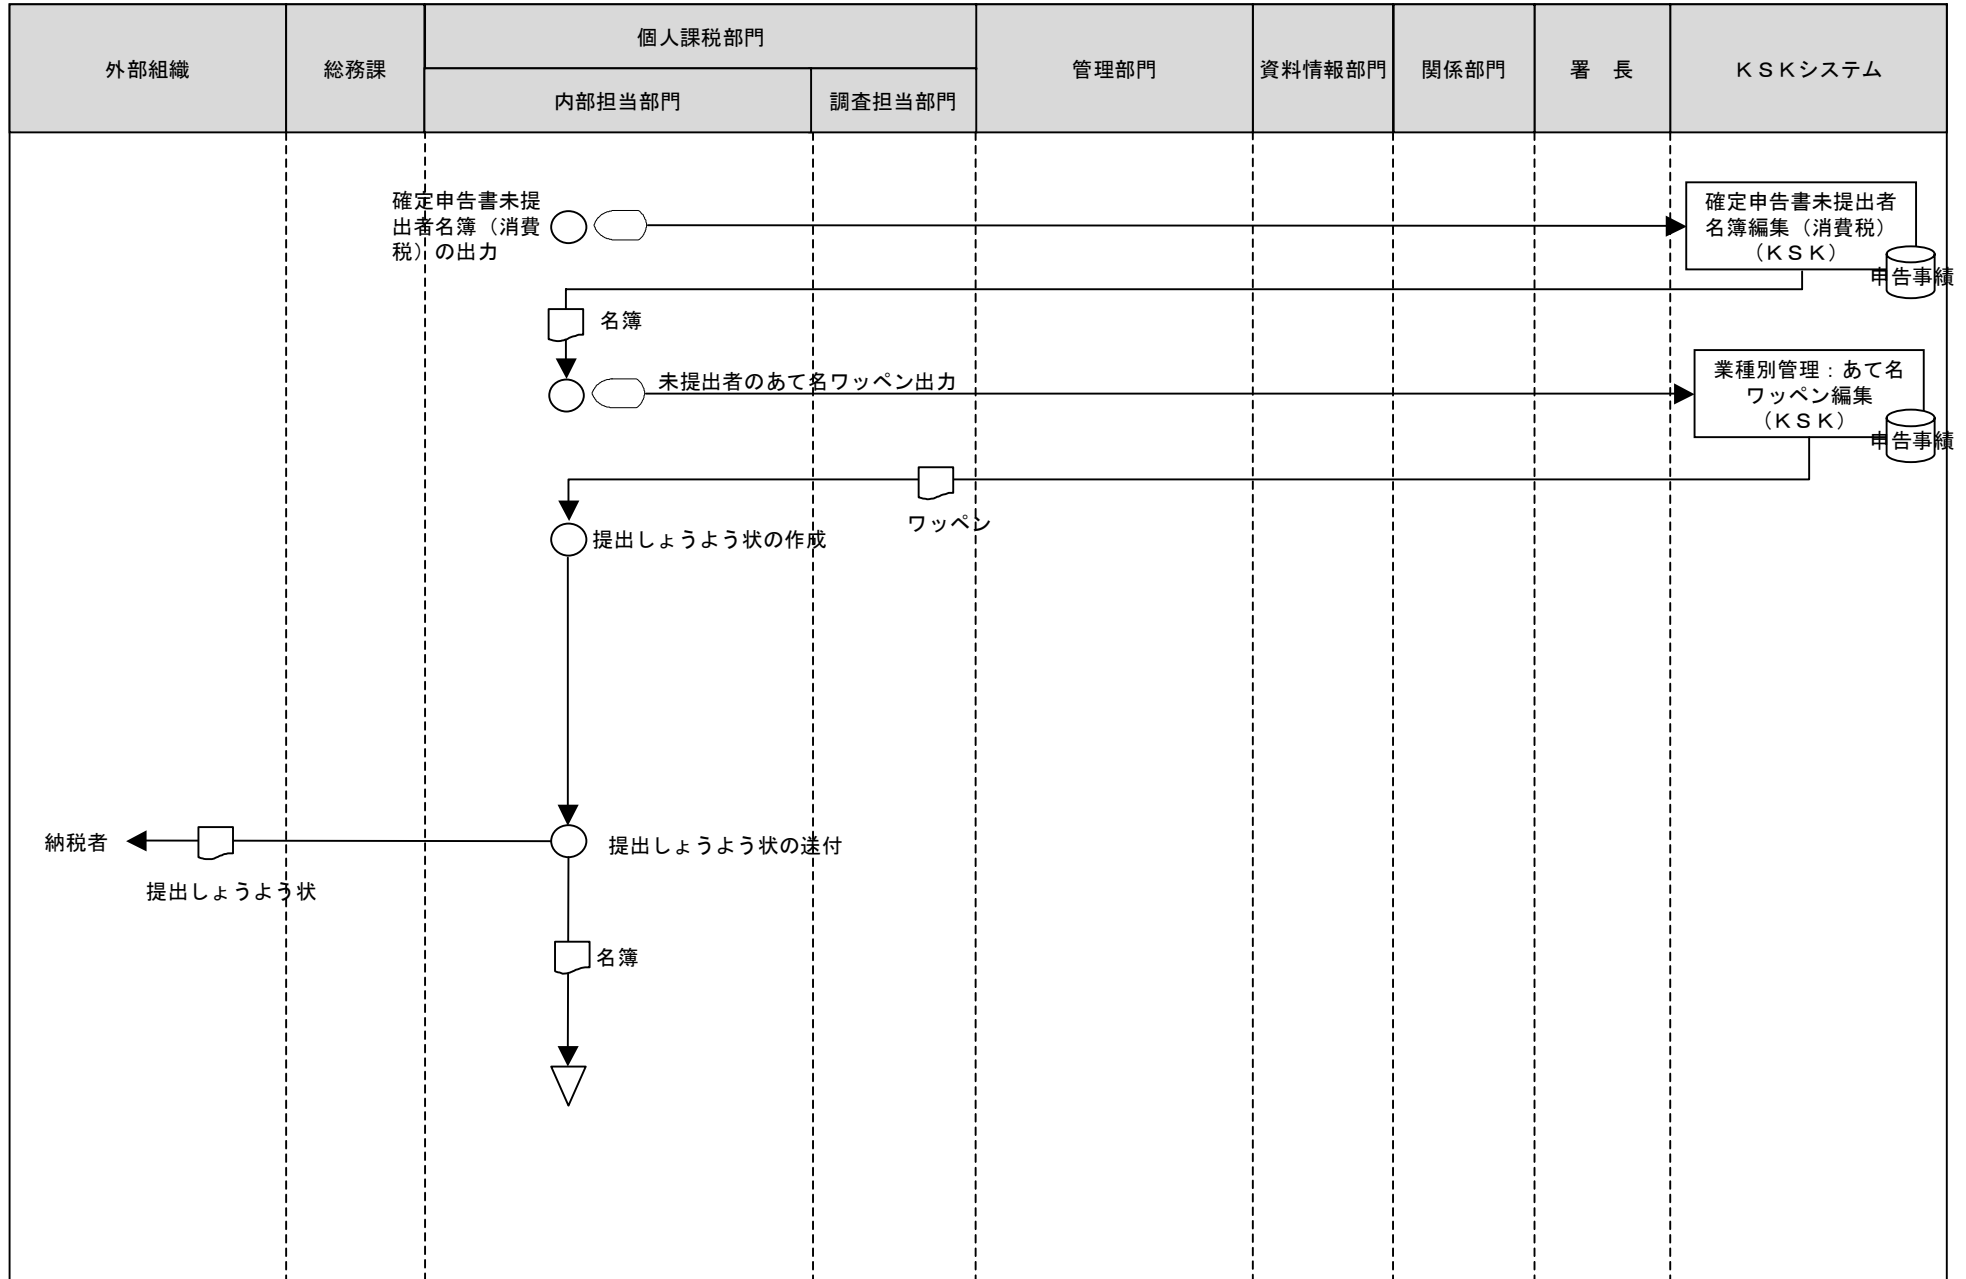 外部組織
総務課
個人課税部門
内部担当部門
調査担当部門
管理部門
資料情報部門
関係部門
署　長
ＫＳＫシステム
確定申告書未提
出者名簿（消費
税）の出力
確定申告書未提出者
名簿編集（消費税）
（ＫＳＫ）
申告事績
名簿
未提出者のあて名ワッペン出力
業種別管理：あて名
ワッペン編集
（ＫＳＫ）
申告事績
ワッペン
提出しょうよう状の作成
納税者
提出しょうよう状の送付
提出しょうよう状
名簿